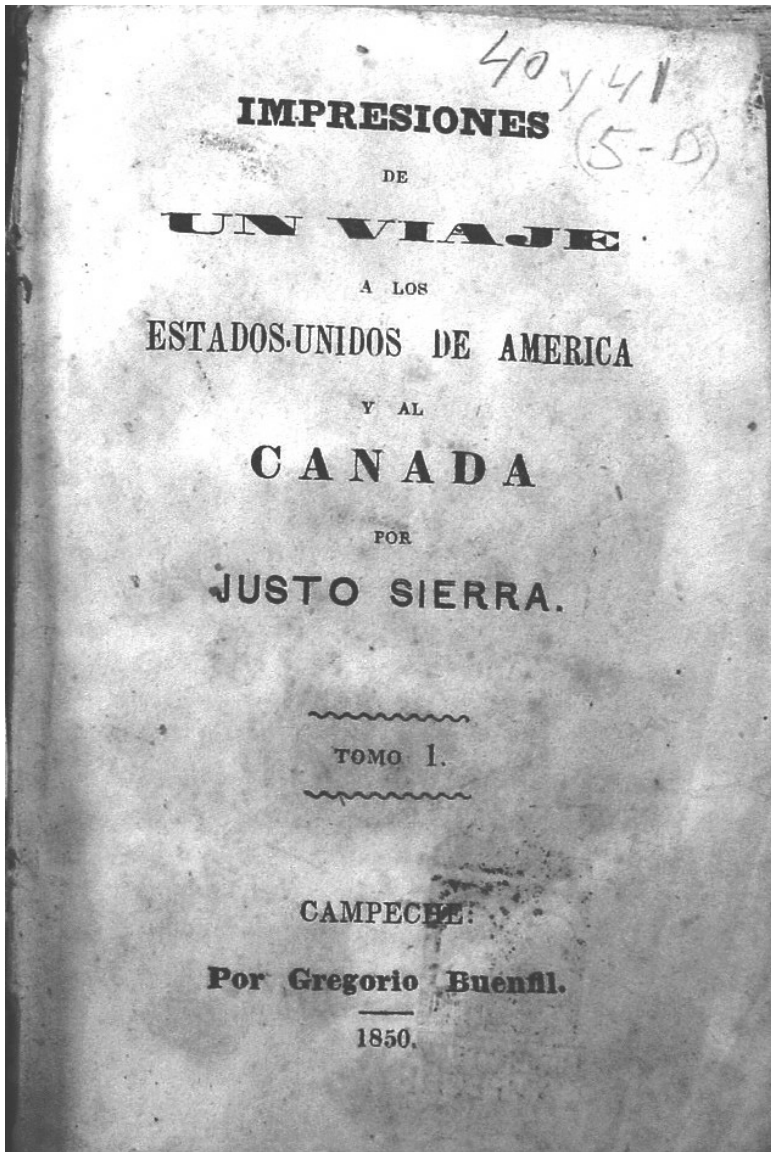 40 y 41
(5-D)
IMPRESIONES
DE
UN VIAJE
A LOS
ESTADOS-UNIDOS DE AMERICA
Y AL
CANADA
POR
JUSTO SIERRA.
TOMO 1.
CAMPECHE:
Por Gregorio Buenfil.
1850.